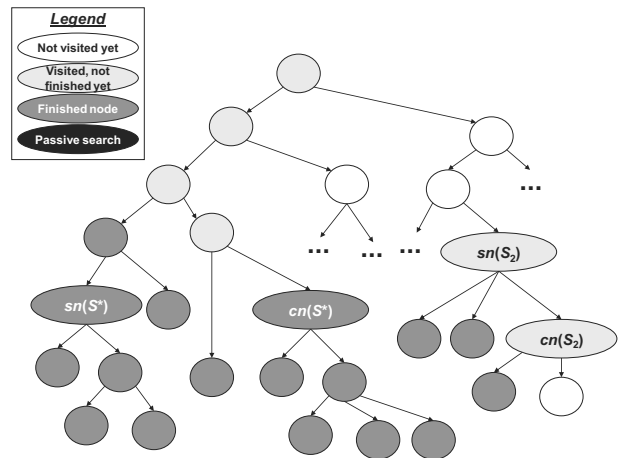 Legend
Not visited yet
Visited, not
finished yet
Finished node
Passive search
...
... ... ...
sn(S₂)
sn(S*)
cn(S*)
cn(S₂)